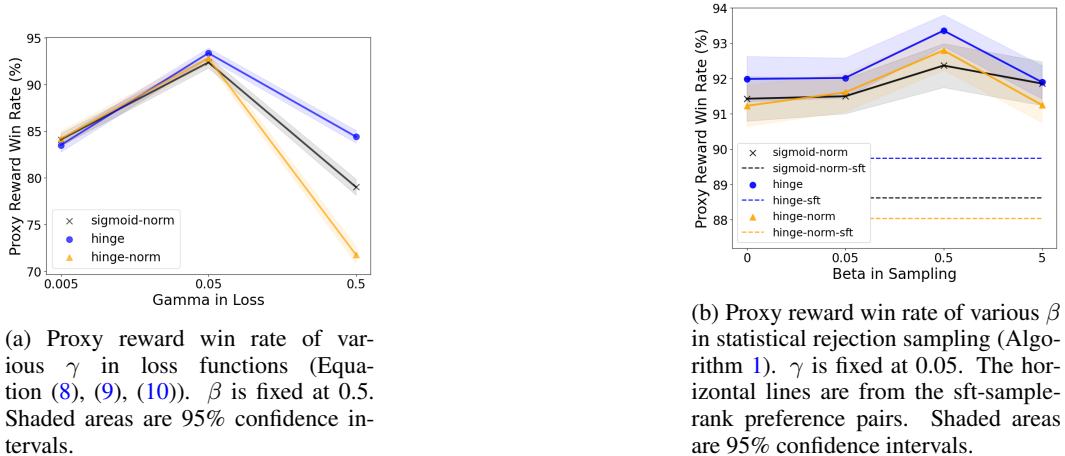 95
90
85
80
75
70
Proxy Reward Win Rate (%)
sigmoid-norm
hinge
hinge-norm
0.005
0.05
0.5
Gamma in Loss
(a) Proxy reward win rate of var-
ious γ in loss functions (Equa-
tion (8), (9), (10)). β is fixed at 0.5.
Shaded areas are 95% confidence in-
tervals.
94
93
92
91
90
89
88
Proxy Reward Win Rate (%)
sigmoid-norm
sigmoid-norm-sft
hinge
hinge-sft
hinge-norm
hinge-norm-sft
0
0.05
0.5
5
Beta in Sampling
(b) Proxy reward win rate of various β
in statistical rejection sampling (Algo-
rithm 1). γ is fixed at 0.05. The hor-
izontal lines are from the sft-sample-
rank preference pairs. Shaded areas
are 95% confidence intervals.